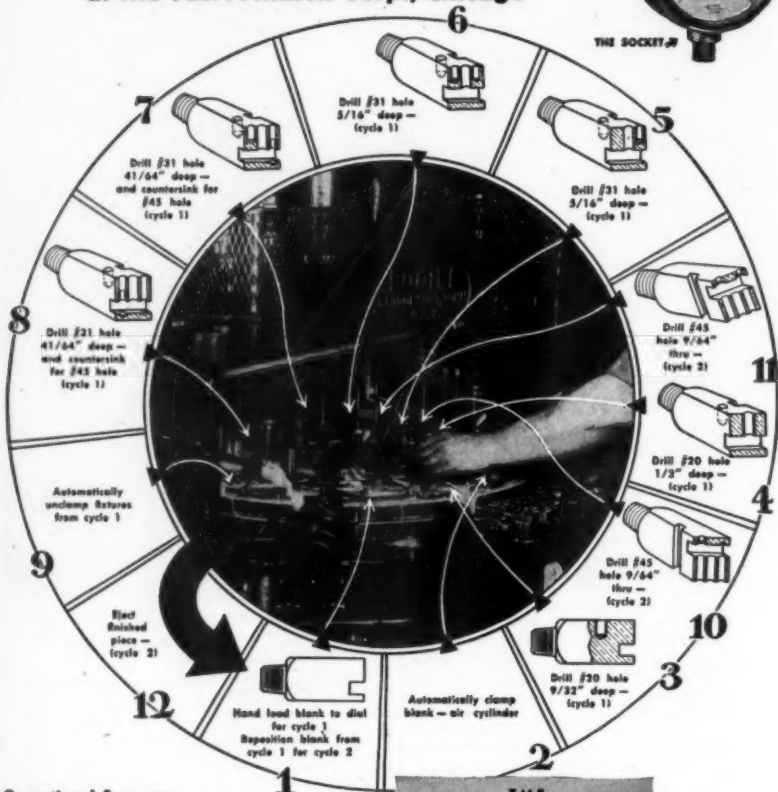 THE SOCKET
6
Drill #31 hole
5/16" deep —
(cycle 1)
7
Drill #31 hole
41/64" deep —
and countersink for
#45 hole
(cycle 1)
5
Drill #31 hole
5/16" deep —
(cycle 1)
8
Drill #31 hole
41/64" deep —
and countersink
for #45 hole
(cycle 1)
Drill #45
hole 9/64"
thru —
(cycle 2)
11
Drill #20 hole
1/2" deep —
(cycle 1)
4
Automatically
unclamp fixtures
from cycle 1
9
Drill #45
hole 9/64"
thru —
(cycle 2)
10
Eject
finished
piece —
(cycle 2)
12
Drill #20 hole
9/32" deep —
(cycle 1)
3
Hand load blank to dial
for cycle 1
Reposition blank from
cycle 1 for cycle 2
1
Automatically clamp
blank — air cylinder
2